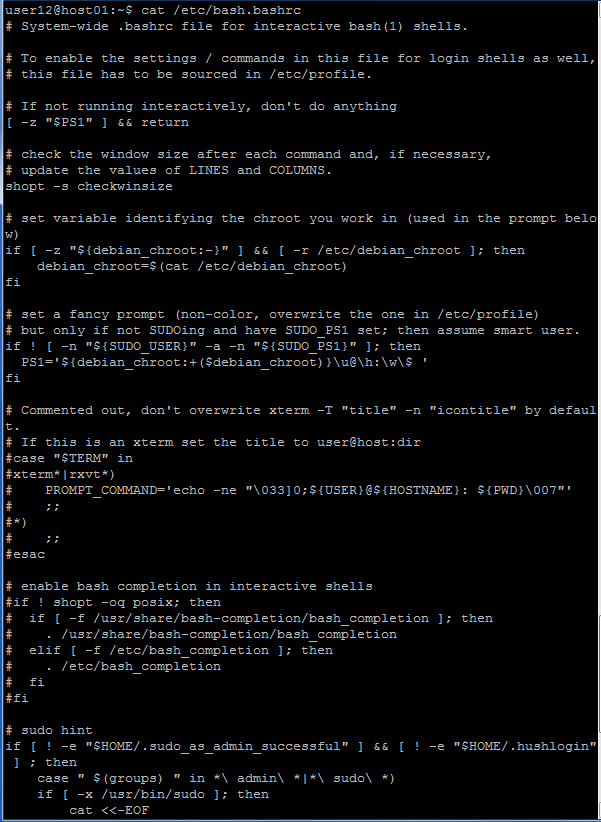 user12@host01:~$ cat /etc/bash.bashrc
# System-wide .bashrc file for interactive bash(1) shells.

# To enable the settings / commands in this file for login shells as well,
# this file has to be sourced in /etc/profile.

# If not running interactively, don't do anything
[ -z "$PS1" ] && return

# check the window size after each command and, if necessary,
# update the values of LINES and COLUMNS.
shopt -s checkwinsize

# set variable identifying the chroot you work in (used in the prompt belo
w)
if [ -z "${debian_chroot:-}" ] && [ -r /etc/debian_chroot ]; then
    debian_chroot=$(cat /etc/debian_chroot)
fi

# set a fancy prompt (non-color, overwrite the one in /etc/profile)
# but only if not SUDOing and have SUDO_PS1 set; then assume smart user.
if ! [ -n "${SUDO_USER}" -a -n "${SUDO_PS1}" ]; then
  PS1='${debian_chroot:+($debian_chroot)}\u@\h:\w\$ '
fi

# Commented out, don't overwrite xterm -T "title" -n "icontitle" by defaul
t.
# If this is an xterm set the title to user@host:dir
#case "$TERM" in
#xterm*|rxvt*)
#    PROMPT_COMMAND='echo -ne "\033]0;${USER}@${HOSTNAME}: ${PWD}\007"'
#    ;;
#*)
#    ;;
#esac

# enable bash completion in interactive shells
#if ! shopt -oq posix; then
#  if [ -f /usr/share/bash-completion/bash_completion ]; then
#    . /usr/share/bash-completion/bash_completion
#  elif [ -f /etc/bash_completion ]; then
#    . /etc/bash_completion
#  fi
#fi

# sudo hint
if [ ! -e "$HOME/.sudo_as_admin_successful" ] && [ ! -e "$HOME/.hushlogin"
 ] ; then
    case " $(groups) " in *\ admin\ *|*\ sudo\ *)
    if [ -x /usr/bin/sudo ]; then
        cat <<-EOF